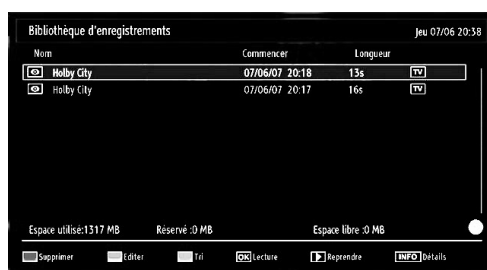 Bibliothèque d'enregistrements Jeu 07/06 20:38
Nom Commencer Longueur
Holby City 07/06/07 20:18 13s TV
Holby City 07/06/07 20:17 16s TV
Espace utilisé:1317 MB Réservé :0 MB Espace libre :0 MB
Supprimer Editer Tri OK Lecture Reprendre INFO Détails